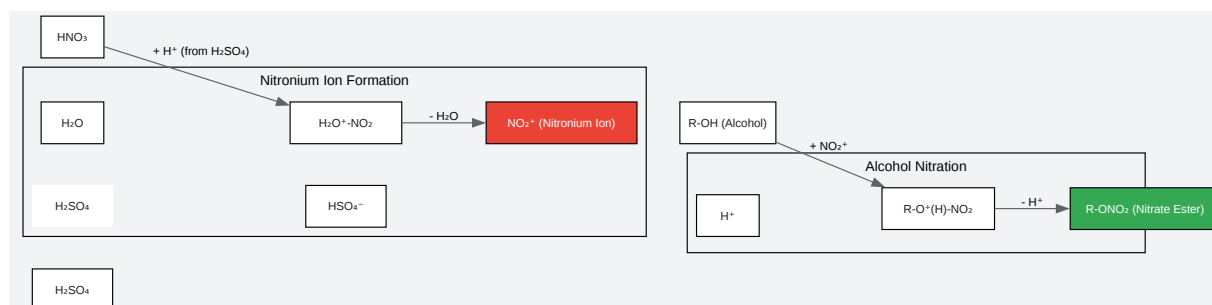 HNO₃
+ H⁺ (from H₂SO₄)
Nitronium Ion Formation
H₂O
H₂O⁺-NO₂
- H₂O
NO₂⁺ (Nitronium Ion)
H₂SO₄
HSO₄⁻
H₂SO₄
R-OH (Alcohol)
+ NO₂⁺
Alcohol Nitration
H⁺
R-O⁺(H)-NO₂
- H⁺
R-ONO₂ (Nitrate Ester)